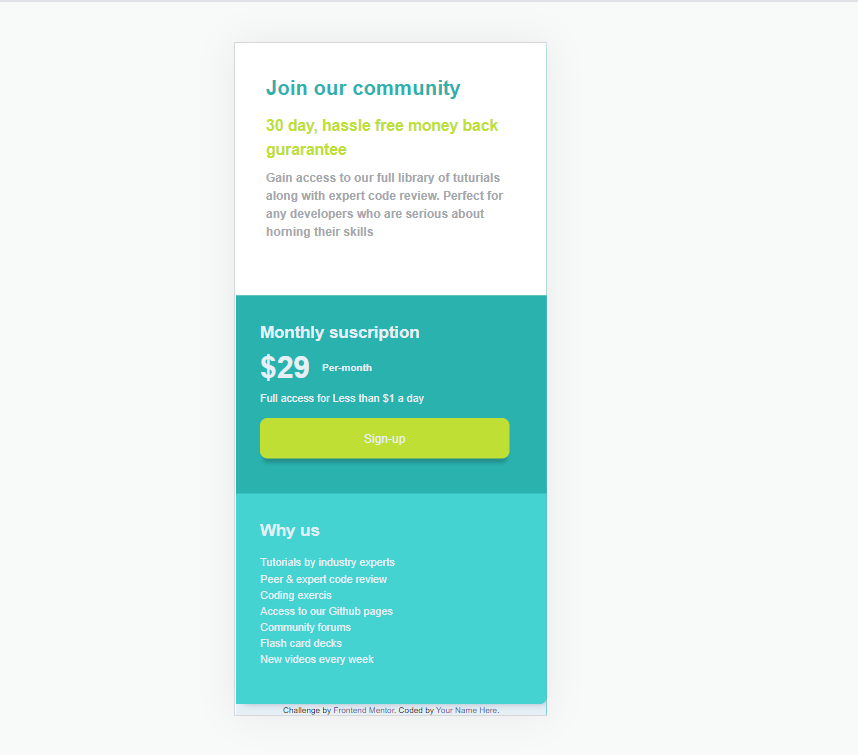 Join our community
30 day, hassle free money back
gurarantee
Gain access to our full library of tuturials
along with expert code review. Perfect for
any developers who are serious about
horning their skills
Monthly suscription
$29 Per-month
Full access for Less than $1 a day
Sign-up
Why us
Tutorials by industry experts
Peer & expert code review
Coding exercis
Access to our Github pages
Community forums
Flash card decks
New videos every week
Challenge by Frontend Mentor. Coded by Your Name Here.